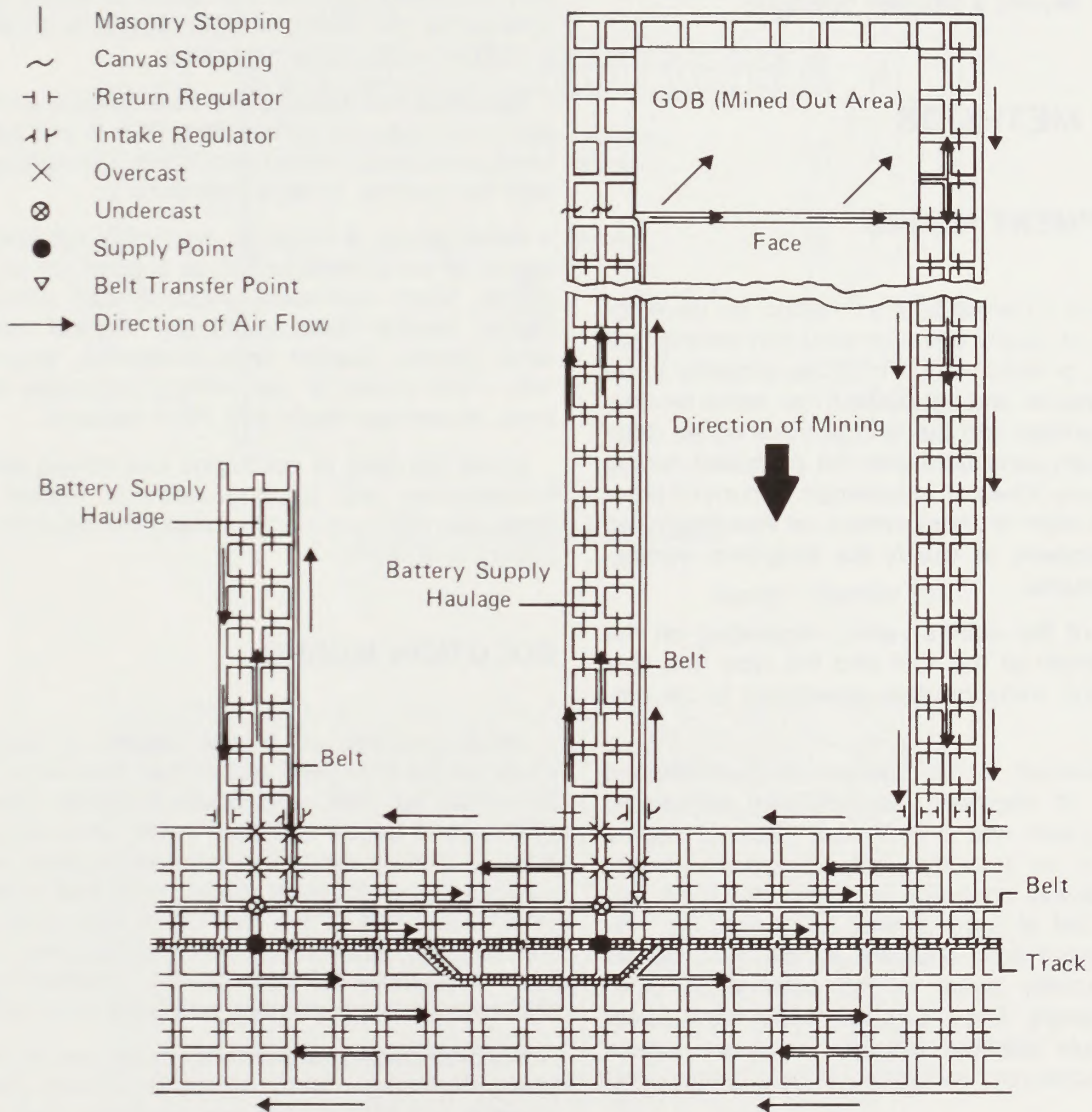 Masonry Stopping
Canvas Stopping
Return Regulator
Intake Regulator
Overcast
Undercast
Supply Point
Belt Transfer Point
Direction of Air Flow
GOB (Mined Out Area)
Face
Direction of Mining
Battery Supply
Haulage
Battery Supply
Haulage
Belt
Belt
Belt
Track